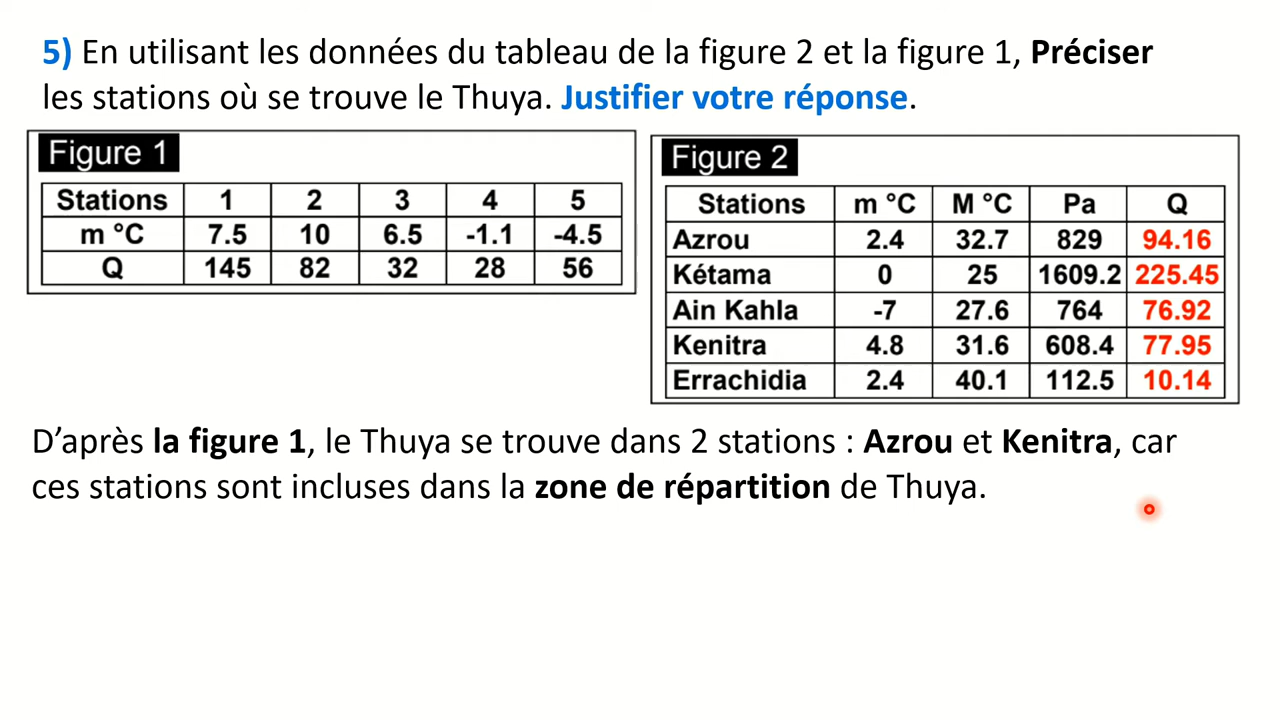 5) En utilisant les données du tableau de la figure 2 et la figure 1, Préciser
les stations où se trouve le Thuya. Justifier votre réponse.
Figure 1
Stations 1 2 3 4 5
m °C 7.5 10 6.5 -1.1 -4.5
Q 145 82 32 28 56
Figure 2
Stations m °C M °C Pa Q
Azrou 2.4 32.7 829 94.16
Kétama 0 25 1609.2 225.45
Ain Kahla -7 27.6 764 76.92
Kenitra 4.8 31.6 608.4 77.95
Errachidia 2.4 40.1 112.5 10.14
D’après la figure 1, le Thuya se trouve dans 2 stations : Azrou et Kenitra, car
ces stations sont incluses dans la zone de répartition de Thuya.